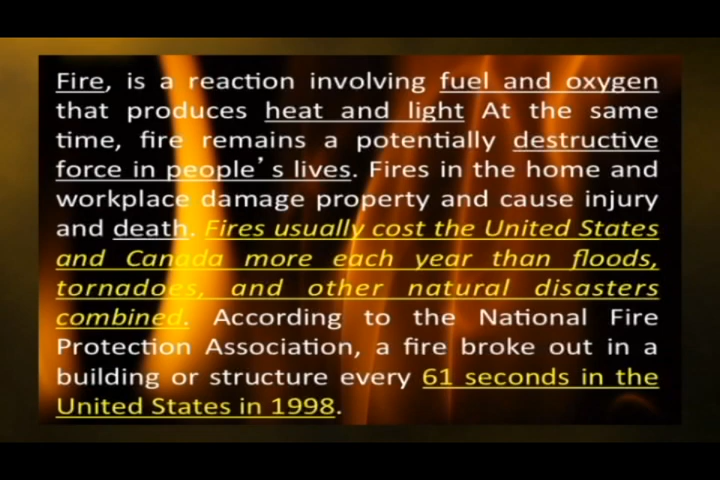 Fire, is a reaction involving fuel and oxygen
that produces heat and light At the same
time, fire remains a potentially destructive
force in people’s lives. Fires in the home and
workplace damage property and cause injury
and death. Fires usually cost the United States
and Canada more each year than floods,
tornadoes, and other natural disasters
combined. According to the National Fire
Protection Association, a fire broke out in a
building or structure every 61 seconds in the
United States in 1998.